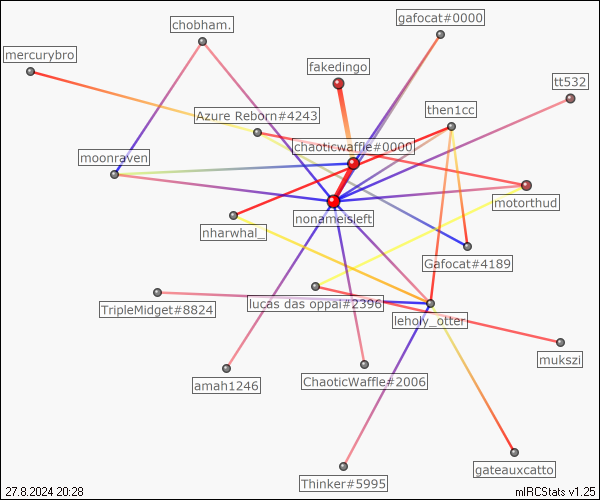 chobham.
gafocat#0000
mercurybro
fakedingo
tt532
Azure Reborn#4243
then1cc
chaoticwaffle#0000
moonraven
motorthud
nonameisleft
nharwhal_
Gafocat#4189
lucas das oppai#2396
TripleMidget#8824
leholy_otter
mukszi
amah1246
ChaoticWaffle#2006
gateauxcatto
Thinker#5995
27.8.2024 20:28
mIRCStats v1.25